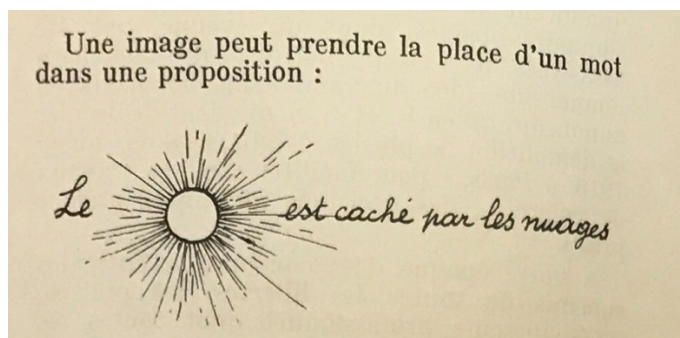 Une image peut prendre la place d'un mot
dans une proposition :
Le est caché par les nuages